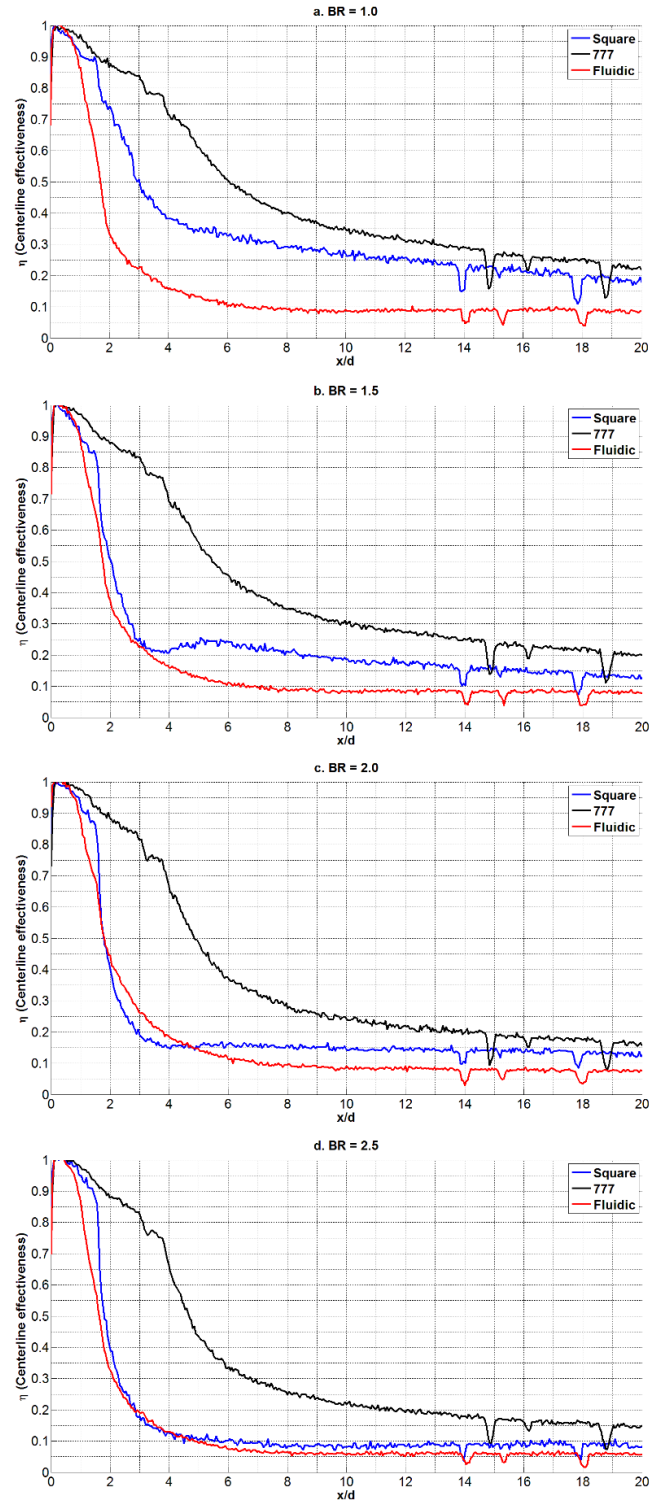 a. BR = 1.0
η (Centerline effectiveness)
1
0.9
0.8
0.7
0.6
0.5
0.4
0.3
0.2
0.1
0
Square
777
Fluidic
0 2 4 6 8 10 12 14 16 18 20
x/d
b. BR = 1.5
η (Centerline effectiveness)
1
0.9
0.8
0.7
0.6
0.5
0.4
0.3
0.2
0.1
0
Square
777
Fluidic
0 2 4 6 8 10 12 14 16 18 20
x/d
c. BR = 2.0
η (Centerline effectiveness)
1
0.9
0.8
0.7
0.6
0.5
0.4
0.3
0.2
0.1
0
Square
777
Fluidic
0 2 4 6 8 10 12 14 16 18 20
x/d
d. BR = 2.5
η (Centerline effectiveness)
1
0.9
0.8
0.7
0.6
0.5
0.4
0.3
0.2
0.1
0
Square
777
Fluidic
0 2 4 6 8 10 12 14 16 18 20
x/d